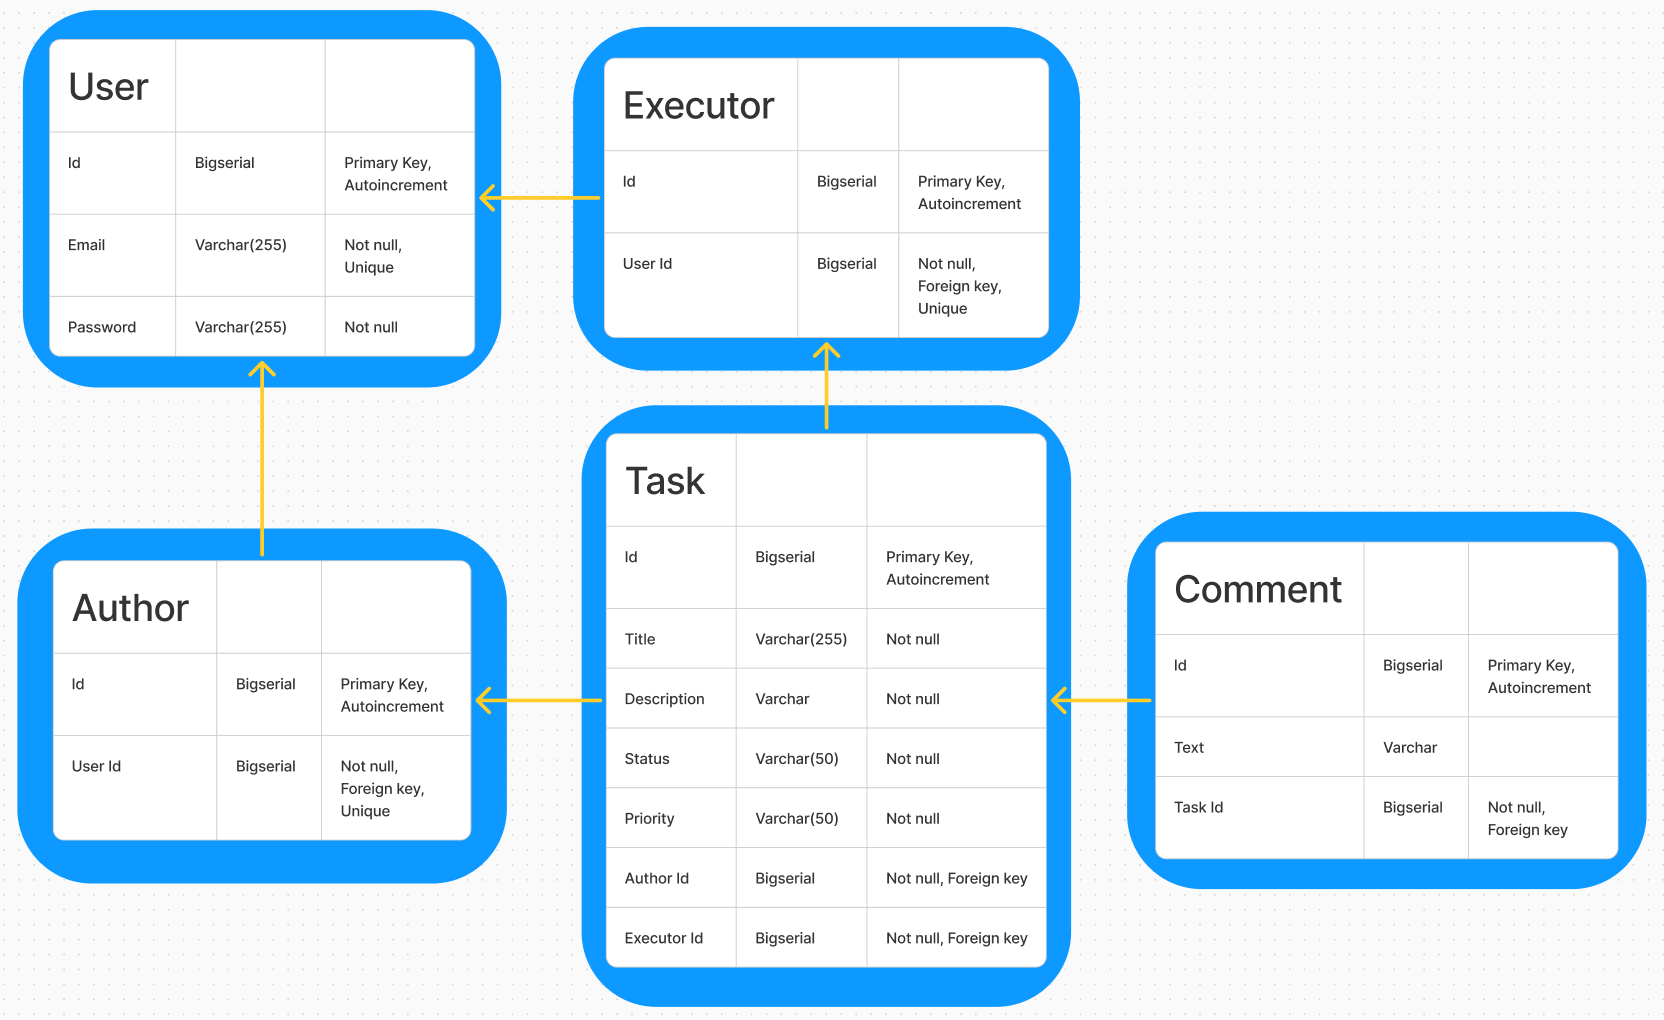 User
Id Bigserial Primary Key,
Autoincrement
Email Varchar(255) Not null,
Unique
Password Varchar(255) Not null
Executor
Id Bigserial Primary Key,
Autoincrement
User Id Bigserial Not null,
Foreign key,
Unique
Author
Id Bigserial Primary Key,
Autoincrement
User Id Bigserial Not null,
Foreign key,
Unique
Task
Id Bigserial Primary Key,
Autoincrement
Title Varchar(255) Not null
Description Varchar Not null
Status Varchar(50) Not null
Priority Varchar(50) Not null
Author Id Bigserial Not null, Foreign key
Executor Id Bigserial Not null, Foreign key
Comment
Id Bigserial Primary Key,
Autoincrement
Text Varchar
Task Id Bigserial Not null,
Foreign key